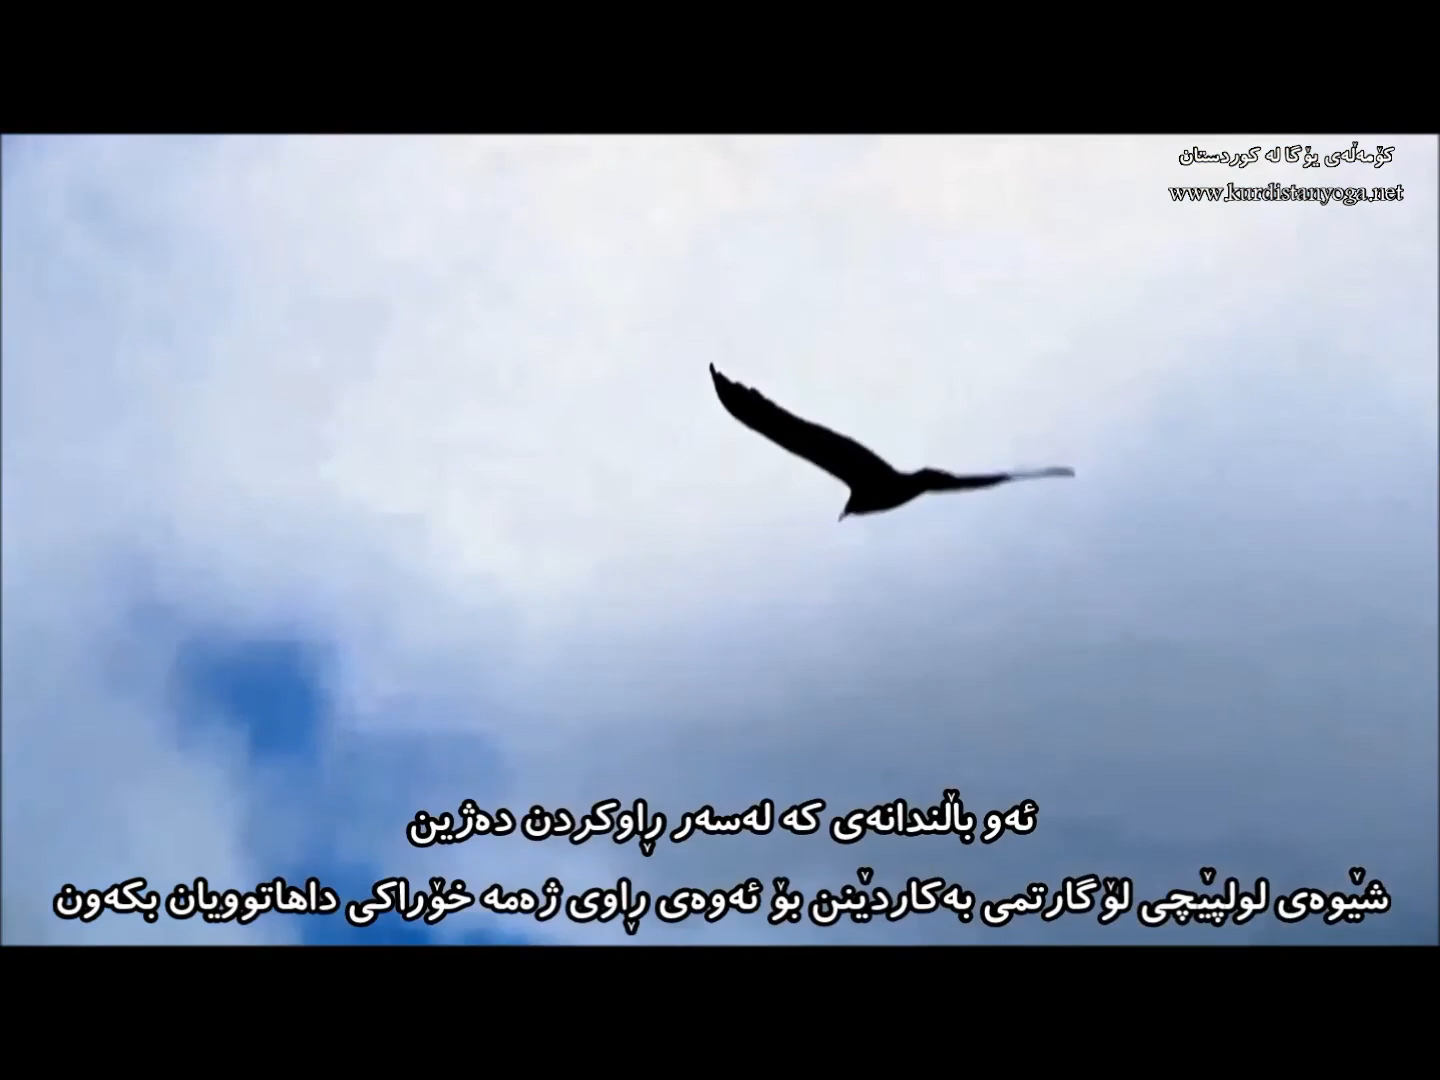 کۆمەڵەی یۆگا لە کوردستان
www.kurdistanyoga.net
ئەو باڵندانەی کە لەسەر ڕاوکردن دەژین
شێوەی لولپێچی لۆگارتمی بەکاردێنن بۆ ئەوەی ڕاوی ژەمە خۆراکی داهاتوویان بکەون